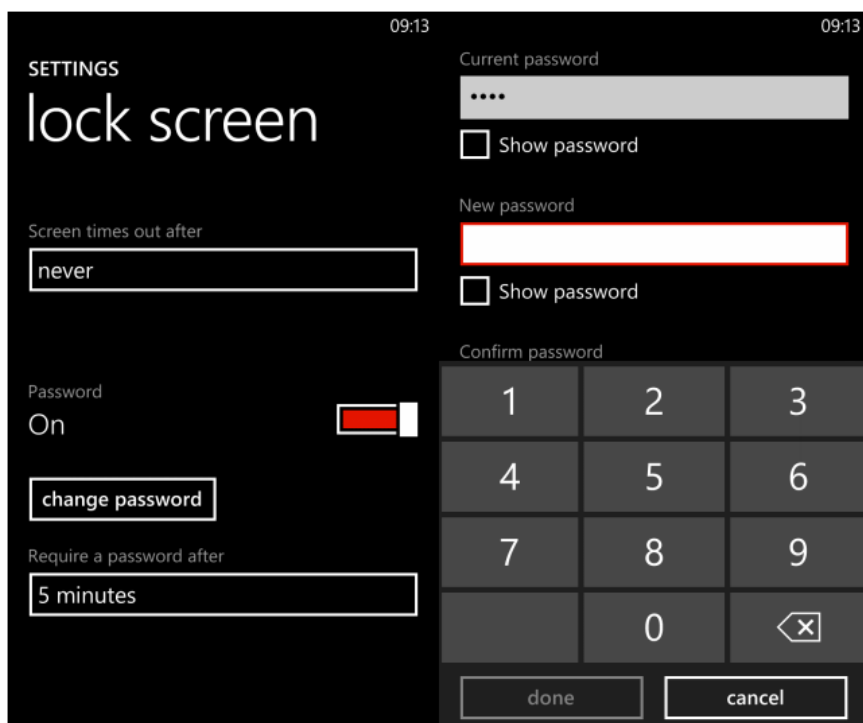 09:13
SETTINGS
lock screen
Screen times out after
never
Password
On
change password
Require a password after
5 minutes
09:13
Current password
••••
Show password
New password
Show password
Confirm password
1 2 3
4 5 6
7 8 9
0
done cancel